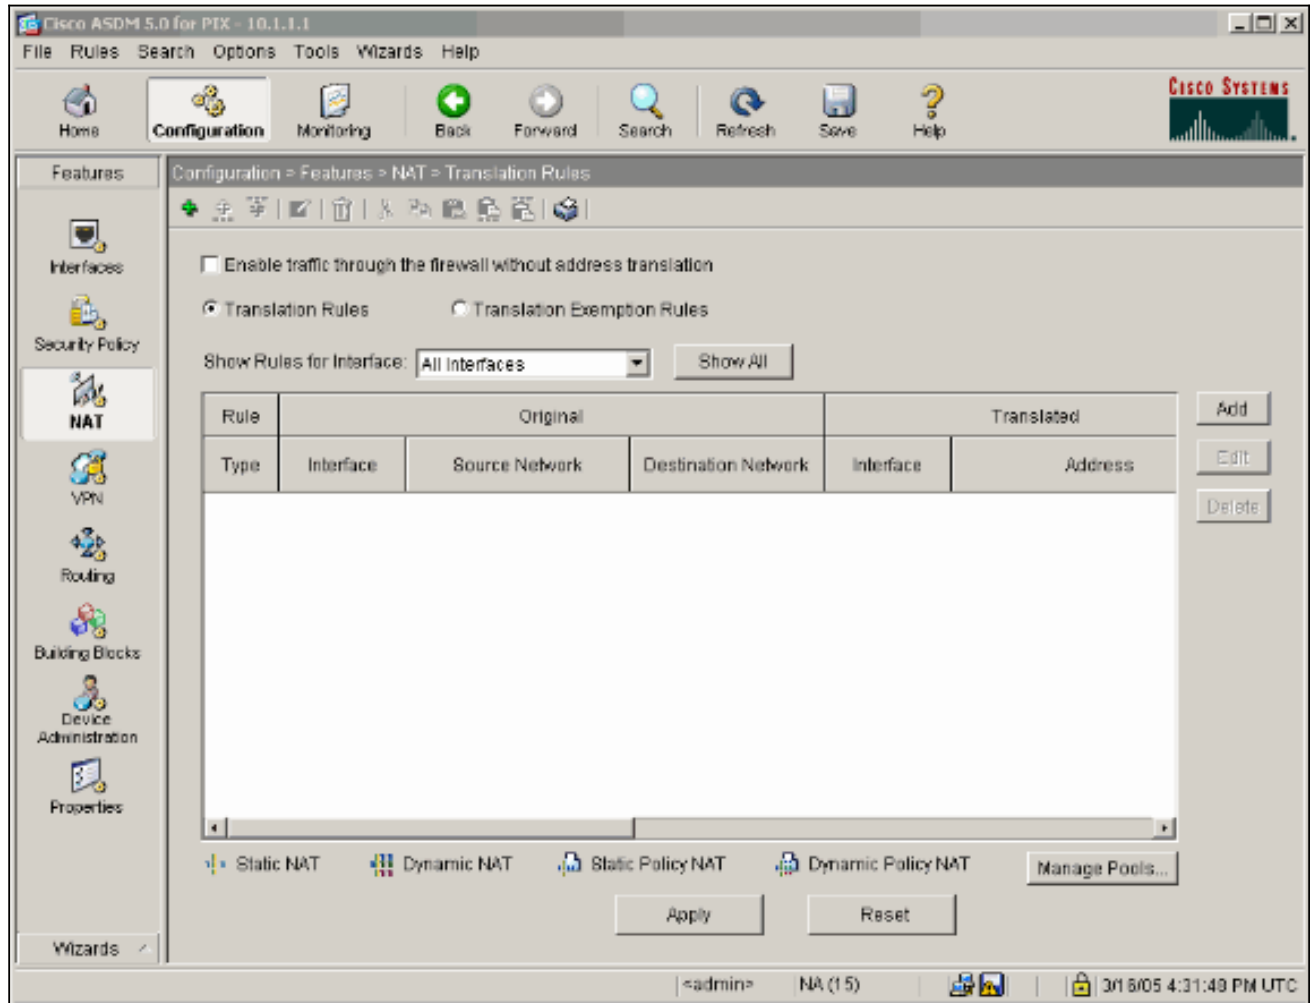 Cisco ASDM 5.0 for PIX - 10.1.1.1
File Rules Search Options Tools Wizards Help
Home Configuration Monitoring Back Forward Search Refresh Save Help
CISCO SYSTEMS
Features
Configuration > Features > NAT > Translation Rules
Interfaces
Security Policy
NAT
VPN
Routing
Building Blocks
Device
Administration
Properties
Wizards
Enable traffic through the firewall without address translation
Translation Rules Translation Exemption Rules
Show Rules for Interface: All Interfaces Show All
Rule Original Translated
Type Interface Source Network Destination Network Interface Address
Add
Edit
Delete
Static NAT Dynamic NAT Static Policy NAT Dynamic Policy NAT Manage Pools...
Apply Reset
<admin> NA (15) 3/16/05 4:31:48 PM UTC